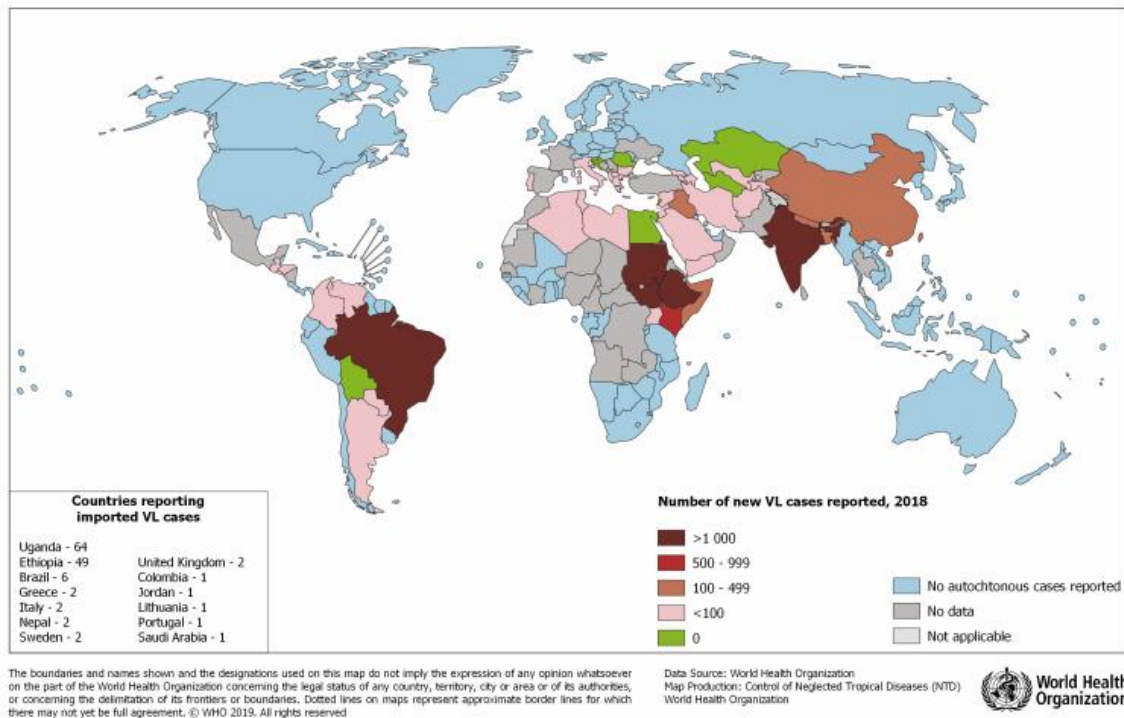 Countries reporting
imported VL cases
Uganda - 64
Ethiopia - 49
Brazil - 6
Greece - 2
Italy - 2
Nepal - 2
Sweden - 2
United Kingdom - 2
Colombia - 1
Jordan - 1
Lithuania - 1
Portugal - 1
Saudi Arabia - 1
Number of new VL cases reported, 2018
>1 000
500 - 999
100 - 499
<100
0
No autochtonous cases reported
No data
Not applicable
The boundaries and names shown and the designations used on this map do not imply the expression of any opinion whatsoever
on the part of the World Health Organization concerning the legal status of any country, territory, city or area or of its authorities,
or concerning the delimitation of its frontiers or boundaries. Dotted lines on maps represent approximate border lines for which
there may not yet be full agreement. © WHO 2019. All rights reserved
Data Source: World Health Organization
Map Production: Control of Neglected Tropical Diseases (NTD)
World Health Organization
World Health
Organization